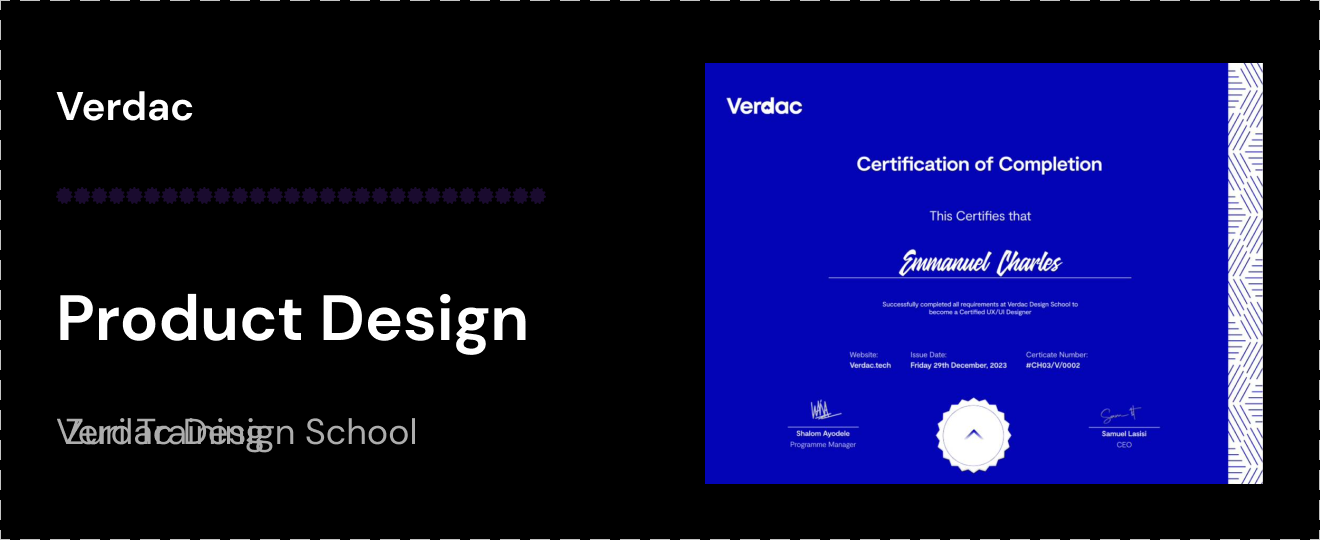 Verdac
Product Design
Verdac Design School
Zuri Training
Verdac
Certification of Completion
This Certifies that
Emmanuel Charles
Successfully completed all requirements at Verdac Design School to
become a Certified UX/UI Designer
Website:
Verdac.tech
Issue Date:
Friday 29th December, 2023
Certicate Number:
#CH03/V/0002
Shalom Ayodele
Programme Manager
Samuel Lasisi
CEO